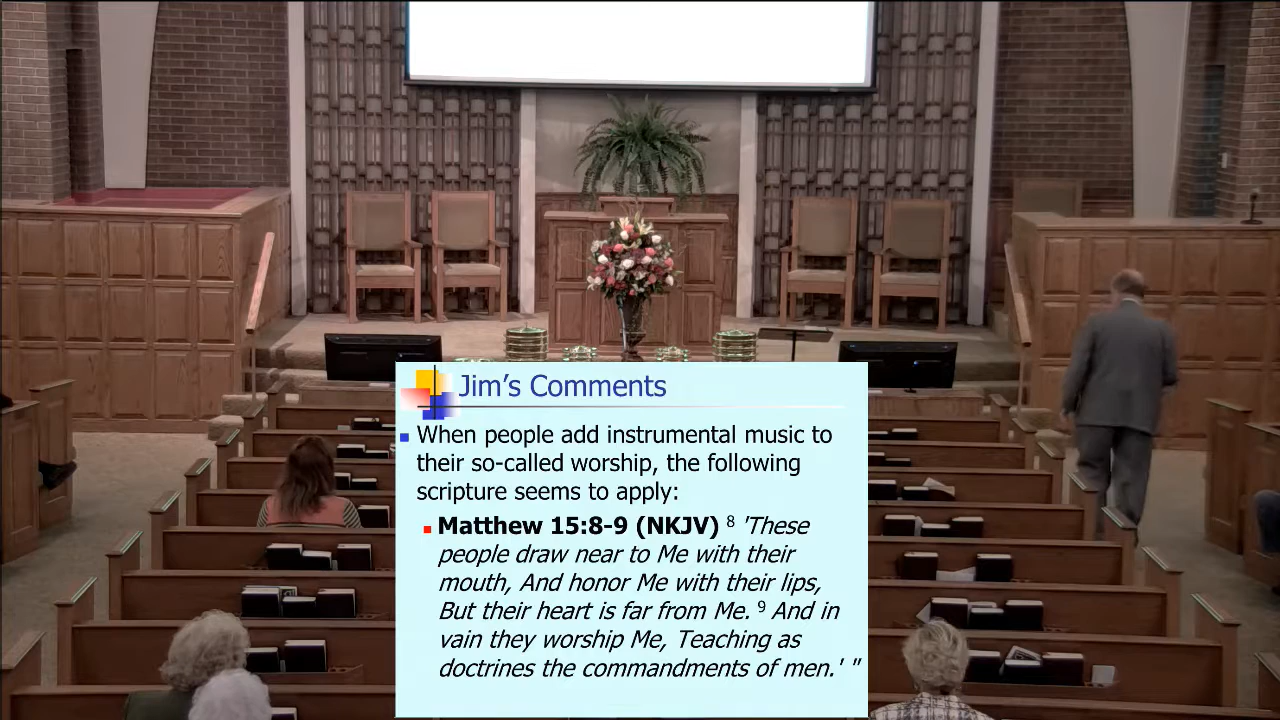 Jim's Comments
When people add instrumental music to
their so-called worship, the following
scripture seems to apply:
Matthew 15:8-9 (NKJV) 8 'These
people draw near to Me with their
mouth, And honor Me with their lips,
But their heart is far from Me. 9 And in
vain they worship Me, Teaching as
doctrines the commandments of men.' "